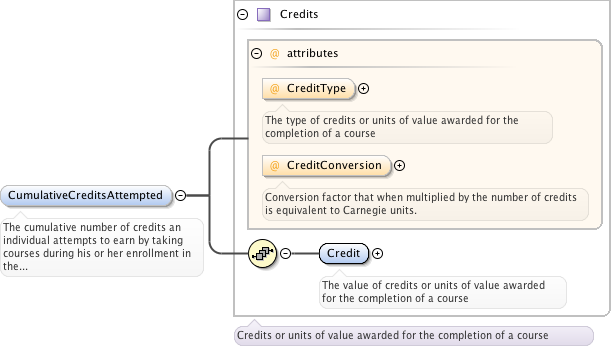 Credits
@ attributes
@ CreditType
The type of credits or units of value awarded for the
completion of a course
@ CreditConversion
Conversion factor that when multiplied by the number of credits
is equivalent to Carnegie units.
CumulativeCreditsAttempted
The cumulative number of credits an
individual attempts to earn by taking
courses during his or her enrollment in
the...
Credit
The value of credits or units of value awarded
for the completion of a course
Credits or units of value awarded for the completion of a course